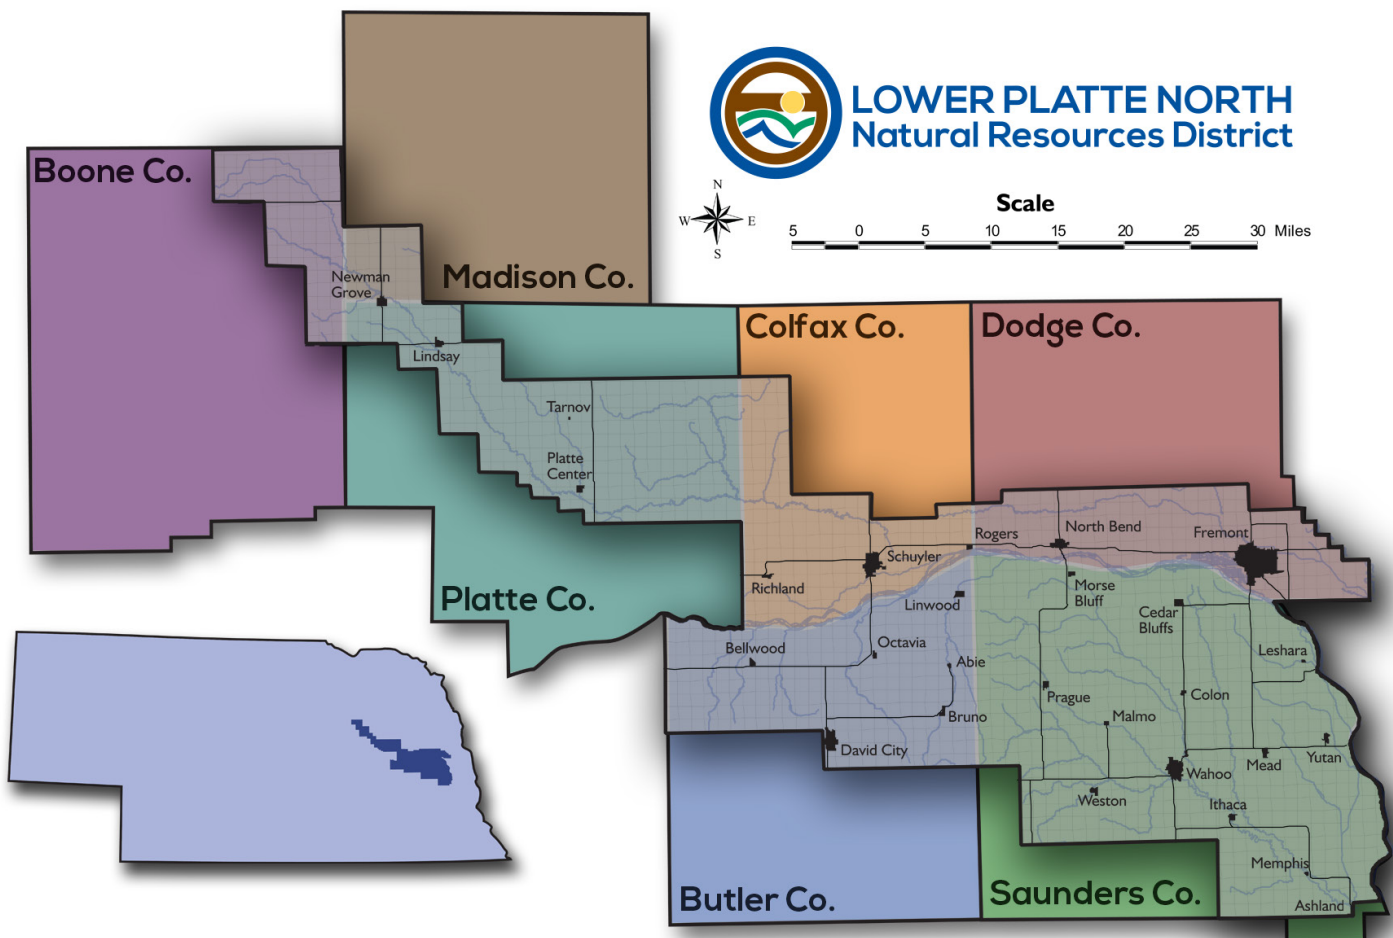 LOWER PLATTE NORTH
Natural Resources District
Boone Co.
N
W
E
S
Scale
5 0 5 10 15 20 25 30 Miles
Newman
Grove
Madison Co.
Colfax Co.
Dodge Co.
Lindsay
Tarnov
Platte
Center
Rogers
North Bend
Fremont
Schuyler
Richland
Platte Co.
Linwood
Morse
Bluff
Cedar
Bluffs
Bellwood
Octavia
Abie
Leshara
Prague
Colon
Bruno
Malmo
David City
Wahoo
Mead
Yutan
Weston
Ithaca
Memphis
Butler Co.
Saunders Co.
Ashland